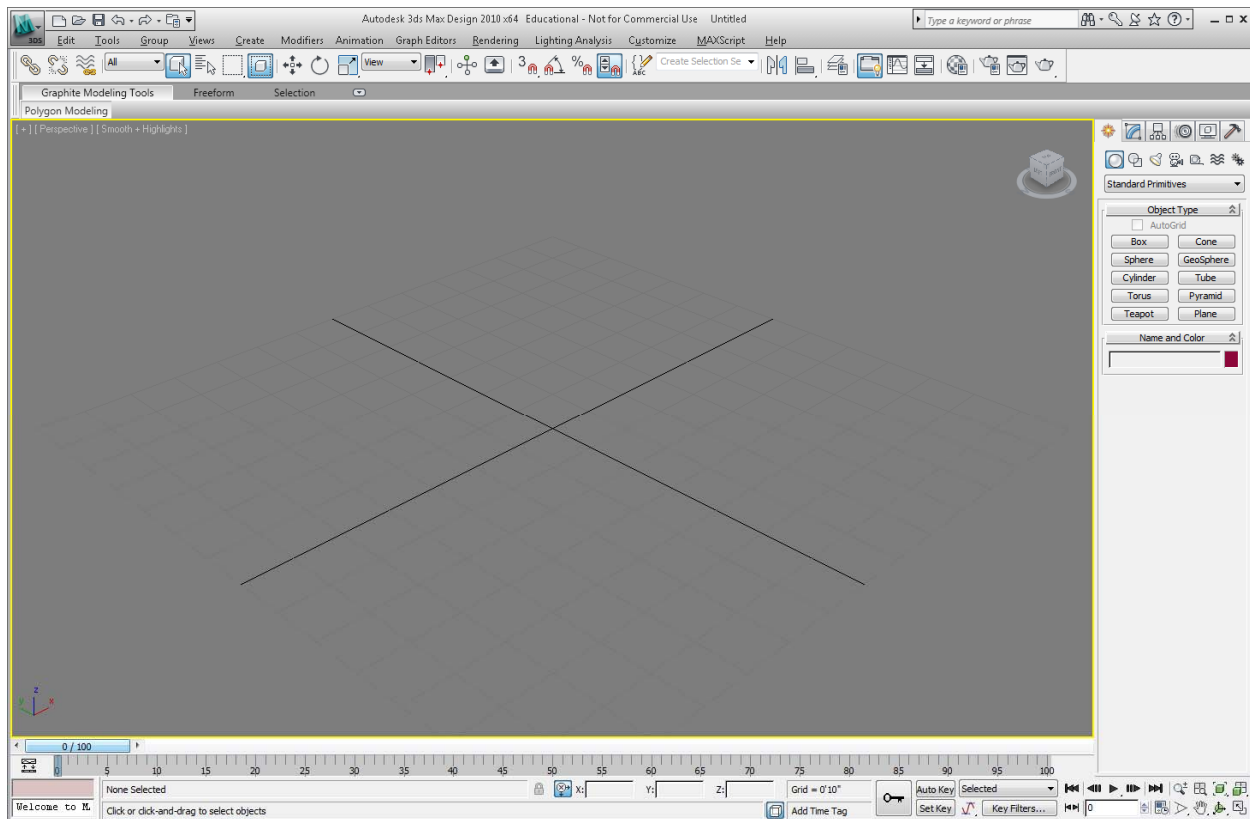 Autodesk 3ds Max Design 2010 x64 Educational - Not for Commercial Use Untitled
Type a keyword or phrase
3DS
Edit Tools Group Views Create Modifiers Animation Graph Editors Rendering Lighting Analysis Customize MAXScript Help
All
View
3
%
ABC
Create Selection Se
Graphite Modeling Tools Freeform Selection
Polygon Modeling
[ + ] [ Perspective ] [ Smooth + Highlights ]
Standard Primitives
Object Type
AutoGrid
Box Cone
Sphere GeoSphere
Cylinder Tube
Torus Pyramid
Teapot Plane
Name and Color
z
y x
0 / 100
0 5 10 15 20 25 30 35 40 45 50 55 60 65 70 75 80 85 90 95 100
None Selected
X: Y: Z:
Grid = 0'10"
Auto Key Selected
Welcome to M
Click or click-and-drag to select objects
Add Time Tag
Set Key Key Filters...
0